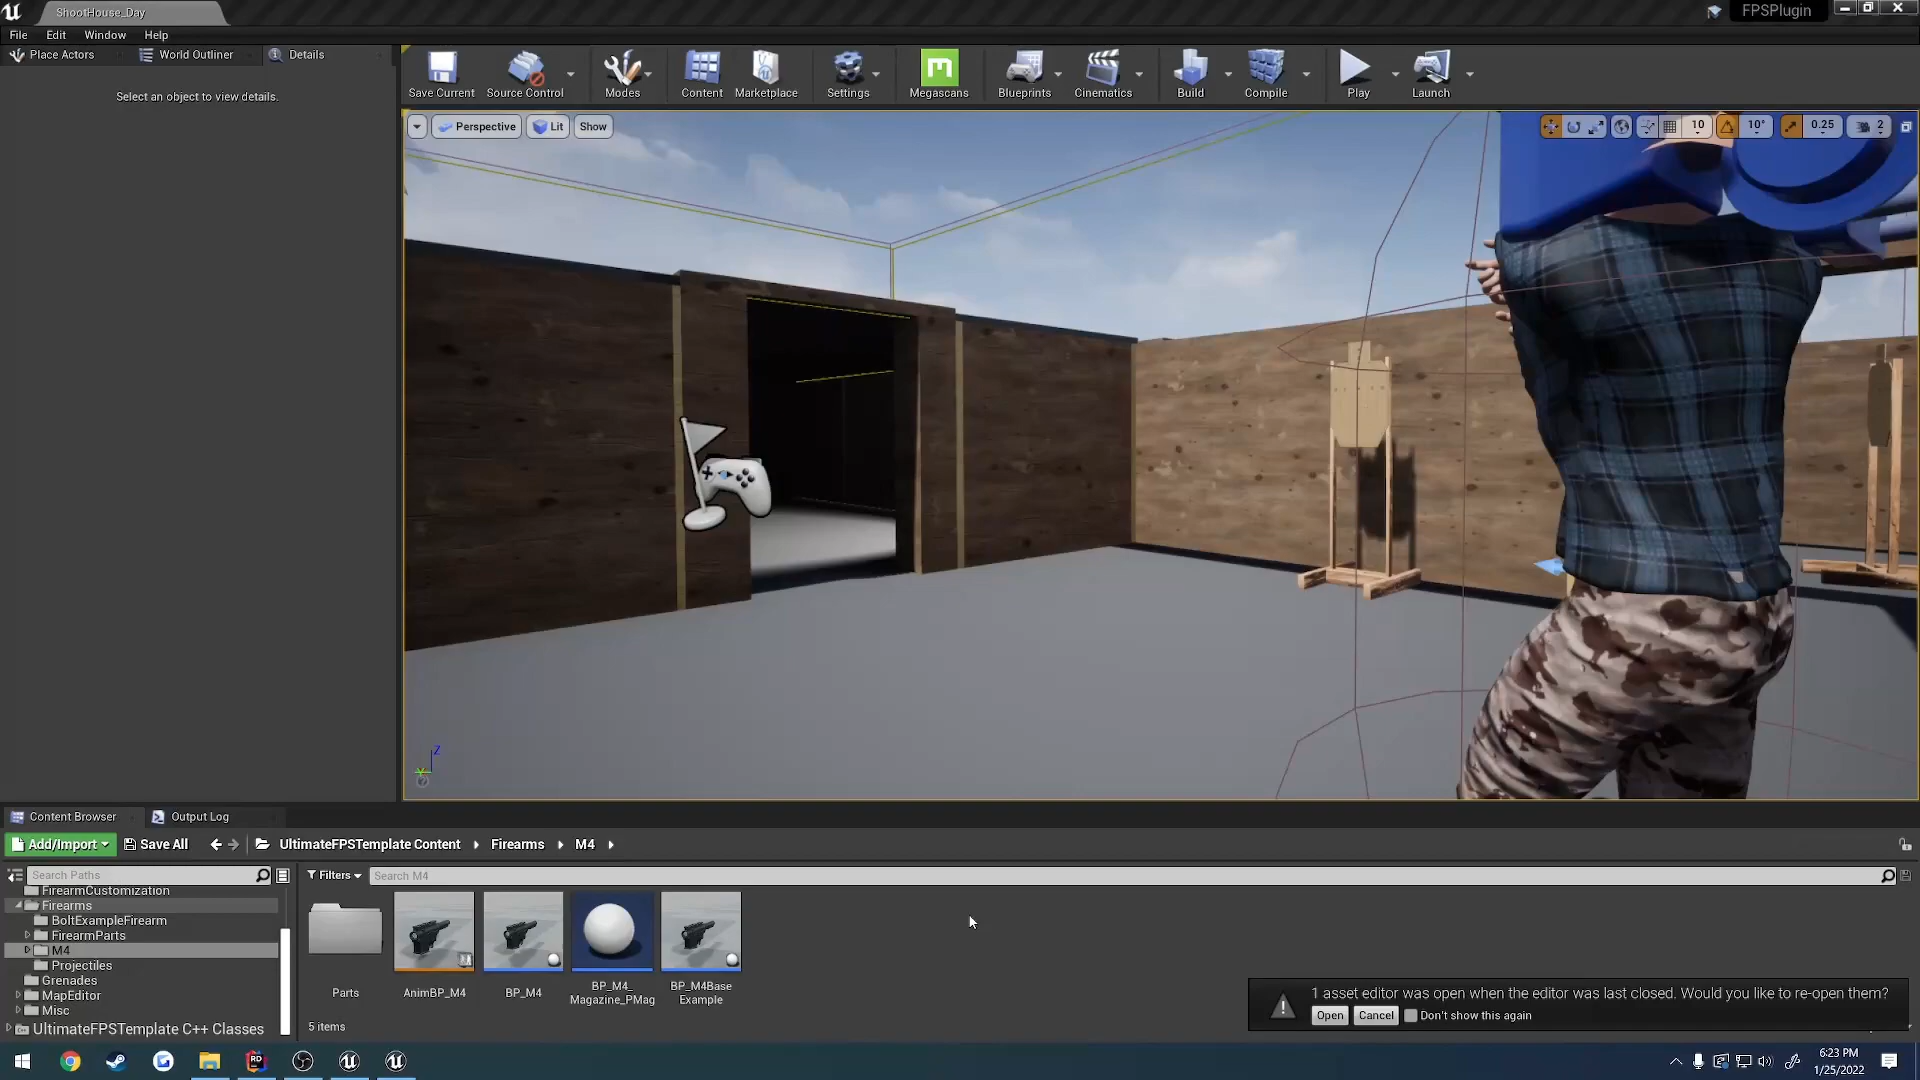 ShootHouse_Day
FPSPlugin
File Edit Window Help
Place Actors World Outliner Details
Select an object to view details.
Save Current Source Control Modes Content Marketplace Settings Megascans Blueprints Cinematics Build Compile Play Launch
Perspective Lit Show
10 10° 0.25 2
Z
Content Browser Output Log
Add/Import Save All UltimateFPSTemplate Content Firearms M4
Search Paths
Filters Search M4
FirearmCustomization
Firearms
BoltExampleFirearm
FirearmParts
M4
Projectiles
Grenades
MapEditor
Misc
UltimateFPSTemplate C++ Classes
Parts
AnimBP_M4
BP_M4
BP_M4_
Magazine_PMag
BP_M4Base
Example
5 items
1 asset editor was open when the editor was last closed. Would you like to re-open them?
Open Cancel Don't show this again
6:23 PM
1/25/2022